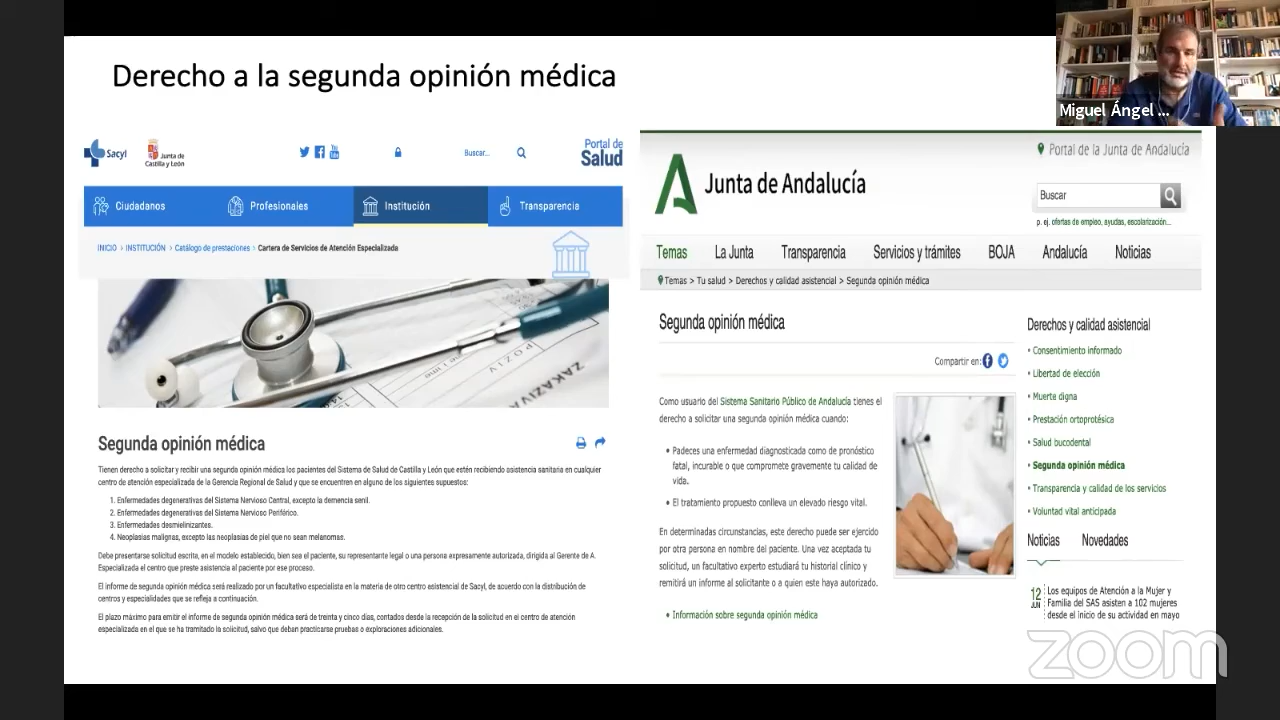 Derecho a la segunda opinión médica
Miguel Ángel ...
Sacyl
Junta de
Castilla y León
Buscar...
Portal de
Salud
Ciudadanos
Profesionales
Institución
Transparencia
INICIO > INSTITUCIÓN > Catálogo de prestaciones > Cartera de Servicios de Atención Especializada
Segunda opinión médica
Tienen derecho a solicitar y recibir una segunda opinión médica los pacientes del Sistema de Salud de Castilla y León que estén recibiendo asistencia sanitaria en cualquier
centro de atención especializada de la Gerencia Regional de Salud y que se encuentren en alguno de los siguientes supuestos:
1. Enfermedades degenerativas del Sistema Nervioso Central, excepto la demencia senil.
2. Enfermedades degenerativas del Sistema Nervioso Periférico.
3. Enfermedades desmielinizantes.
4. Neoplasias malignas, excepto las neoplasias de piel que no sean melanomas.
Debe presentarse solicitud escrita, en el modelo establecido, bien sea el paciente, su representante legal o una persona expresamente autorizada, dirigida al Gerente de A.
Especializada el centro que preste asistencia al paciente por ese proceso.
El informe de segunda opinión médica será realizado por un facultativo especialista en la materia de otro centro asistencial de Sacyl, de acuerdo con la distribución de
centros y especialidades que se refleja a continuación.
El plazo máximo para emitir el informe de segunda opinión médica será de treinta y cinco días, contados desde la recepción de la solicitud en el centro de atención
especializada en el que se ha tramitado la solicitud, salvo que deban practicarse pruebas o exploraciones adicionales.
Junta de Andalucía
Portal de la Junta de Andalucía
Buscar
p. ej. ofertas de empleo, ayudas, escolarización...
Temas
La Junta
Transparencia
Servicios y trámites
BOJA
Andalucía
Noticias
Temas > Tu salud > Derechos y calidad asistencial > Segunda opinión médica
Segunda opinión médica
Compartir en:
Como usuario del Sistema Sanitario Público de Andalucía tienes el
derecho a solicitar una segunda opinión médica cuando:
• Padeces una enfermedad diagnosticada como de pronóstico
fatal, incurable o que compromete gravemente tu calidad de
vida.
• El tratamiento propuesto conlleva un elevado riesgo vital.
En determinadas circunstancias, este derecho puede ser ejercido
por otra persona en nombre del paciente. Una vez aceptada tu
solicitud, un facultativo experto estudiará tu historial clínico y
remitirá un informe al solicitante o a quien este haya autorizado.
• Información sobre segunda opinión médica
Derechos y calidad asistencial
• Consentimiento informado
• Libertad de elección
• Muerte digna
• Prestación ortoprotésica
• Salud bucodental
• Segunda opinión médica
• Transparencia y calidad de los servicios
• Voluntad vital anticipada
Noticias
Novedades
12
JUN
Los equipos de Atención a la Mujer y
Familia del SAS asisten a 102 mujeres
desde el inicio de su actividad en mayo
zoom